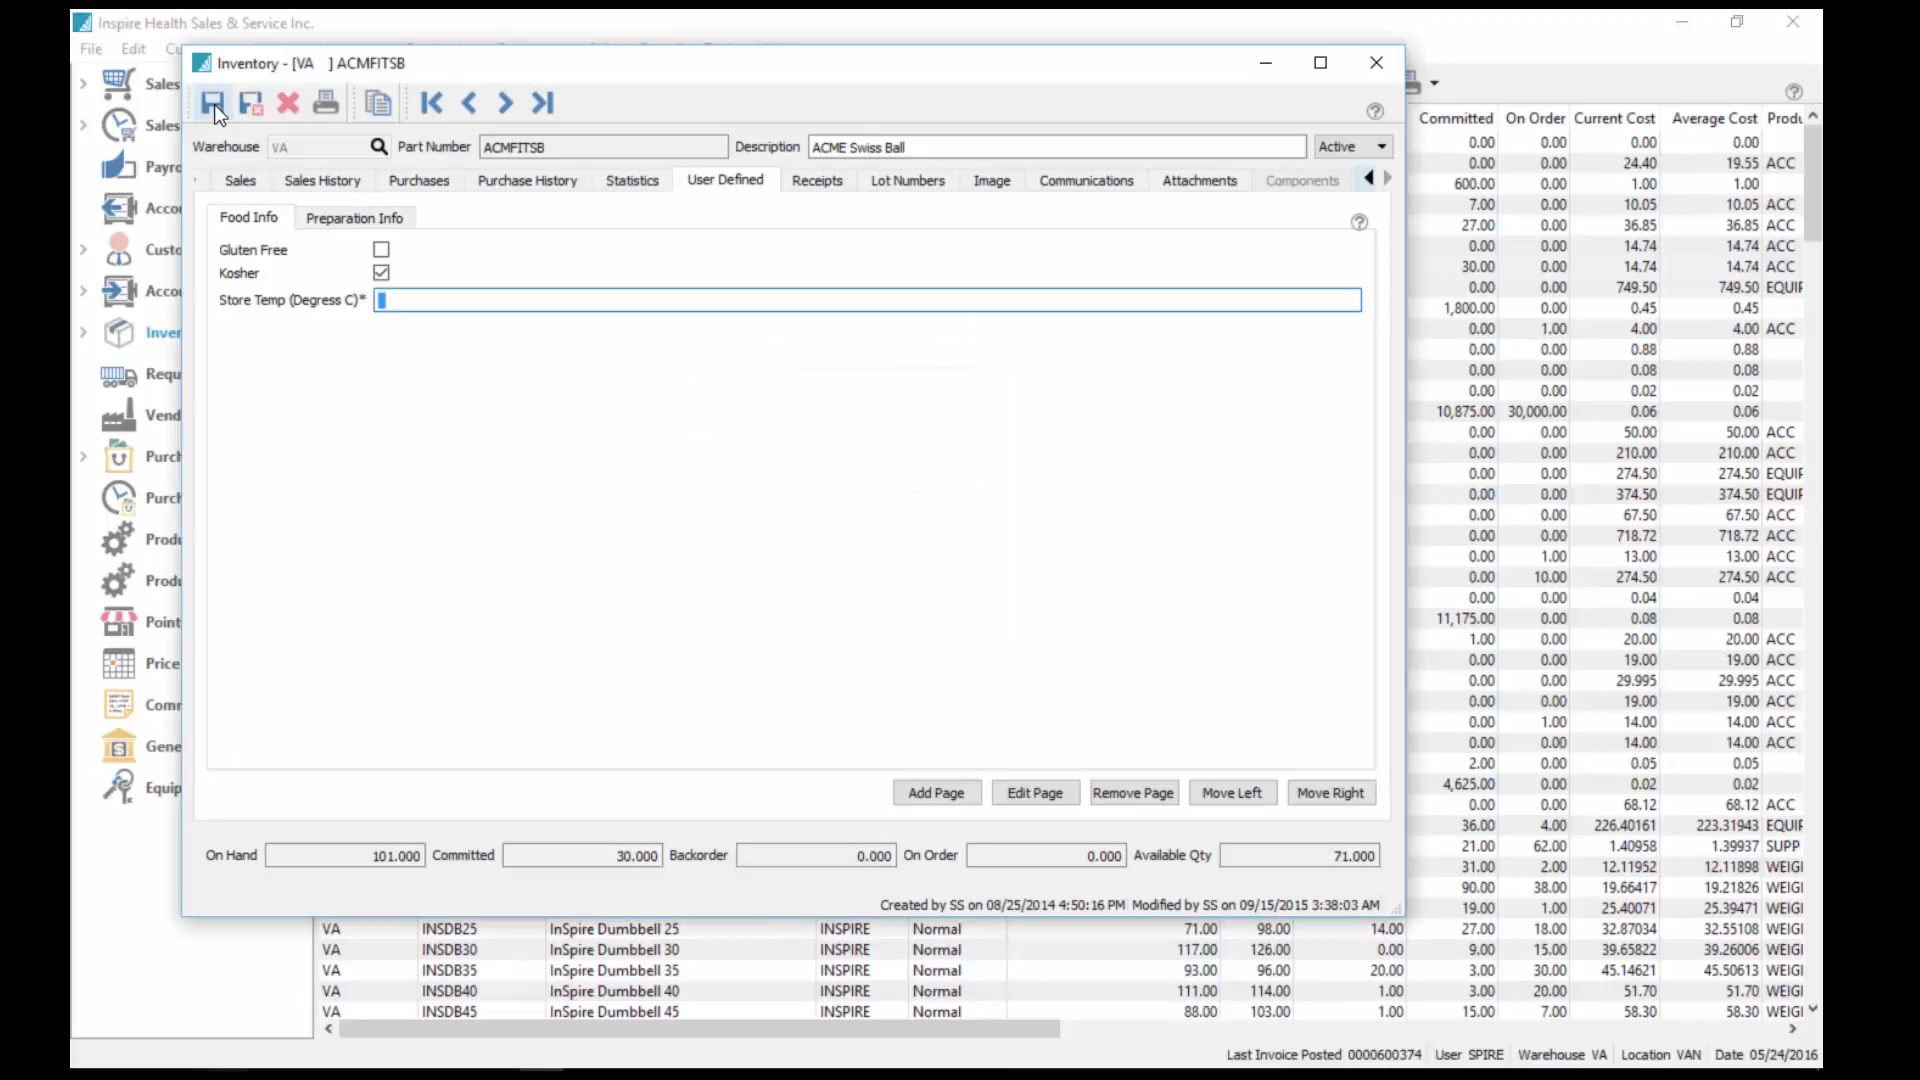 Inspire Health Sales & Service Inc.
File Edit Cu
Inventory - [VA ] ACMFITSB
Warehouse VA Part Number ACMFITSB Description ACME Swiss Ball Active
Sales Sales History Purchases Purchase History Statistics User Defined Receipts Lot Numbers Image Communications Attachments Components
Food Info Preparation Info
Gluten Free
Kosher
Store Temp (Degress C)*
Add Page Edit Page Remove Page Move Left Move Right
On Hand 101.000 Committed 30.000 Backorder 0.000 On Order 0.000 Available Qty 71.000
Created by SS on 08/25/2014 4:50:16 PM Modified by SS on 09/15/2015 3:38:03 AM
Sales
Sales
Payro
Accou
Custo
Accou
Inver
Requ
Vend
Purch
Purch
Produ
Produ
Point
Price
Comr
Gene
Equip
Committed On Order Current Cost Average Cost Produ
0.00 0.00 0.00 0.00
0.00 0.00 24.40 19.55 ACC
600.00 0.00 1.00 1.00
7.00 0.00 10.05 10.05 ACC
27.00 0.00 36.85 36.85 ACC
0.00 0.00 14.74 14.74 ACC
30.00 0.00 14.74 14.74 ACC
0.00 0.00 749.50 749.50 EQUIP
1,800.00 0.00 0.45 0.45
0.00 1.00 4.00 4.00 ACC
0.00 0.00 0.88 0.88
0.00 0.00 0.08 0.08
0.00 0.00 0.02 0.02
10,875.00 30,000.00 0.06 0.06
0.00 0.00 50.00 50.00 ACC
0.00 0.00 210.00 210.00 ACC
0.00 0.00 274.50 274.50 EQUIP
0.00 0.00 374.50 374.50 EQUIP
0.00 0.00 67.50 67.50 ACC
0.00 0.00 718.72 718.72 ACC
0.00 1.00 13.00 13.00 ACC
0.00 10.00 274.50 274.50 ACC
0.00 0.00 0.04 0.04
11,175.00 0.00 0.08 0.08
1.00 0.00 20.00 20.00 ACC
0.00 0.00 19.00 19.00 ACC
0.00 0.00 29.995 29.995 ACC
0.00 0.00 19.00 19.00 ACC
0.00 1.00 14.00 14.00 ACC
0.00 0.00 14.00 14.00 ACC
2.00 0.00 0.05 0.05
4,625.00 0.00 0.02 0.02
0.00 0.00 68.12 68.12 ACC
36.00 4.00 226.40161 223.31943 EQUIP
21.00 62.00 1.40958 1.39937 SUPP
31.00 2.00 12.11952 12.11898 WEIGI
90.00 38.00 19.66417 19.21826 WEIGI
19.00 1.00 25.40071 25.39471 WEIGI
VA INSDB25 InSpire Dumbbell 25 INSPIRE Normal 71.00 98.00 14.00 27.00 18.00 32.87034 32.55108 WEIGI
VA INSDB30 InSpire Dumbbell 30 INSPIRE Normal 117.00 126.00 0.00 9.00 15.00 39.65822 39.26006 WEIGI
VA INSDB35 InSpire Dumbbell 35 INSPIRE Normal 93.00 96.00 20.00 3.00 30.00 45.14621 45.50613 WEIGI
VA INSDB40 InSpire Dumbbell 40 INSPIRE Normal 111.00 114.00 1.00 3.00 20.00 51.70 51.70 WEIGI
VA INSDB45 InSpire Dumbbell 45 INSPIRE Normal 88.00 103.00 1.00 15.00 7.00 58.30 58.30 WEIGI
Last Invoice Posted 0000600374 User SPIRE Warehouse VA Location VAN Date 05/24/2016